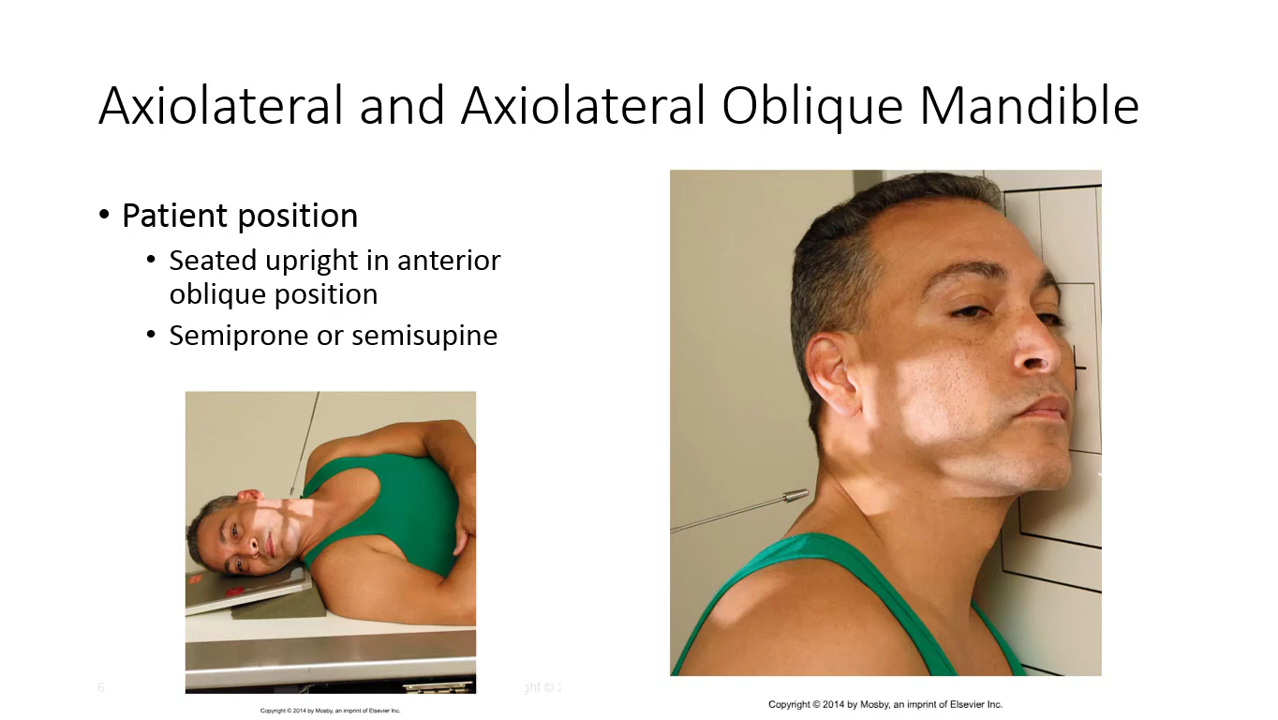 Axiolateral and Axiolateral Oblique Mandible
• Patient position
• Seated upright in anterior
oblique position
• Semiprone or semisupine
6
Copyright © 2014 by Mosby, an imprint of Elsevier Inc.
Copyright © 2014 by Mosby, an imprint of Elsevier Inc.